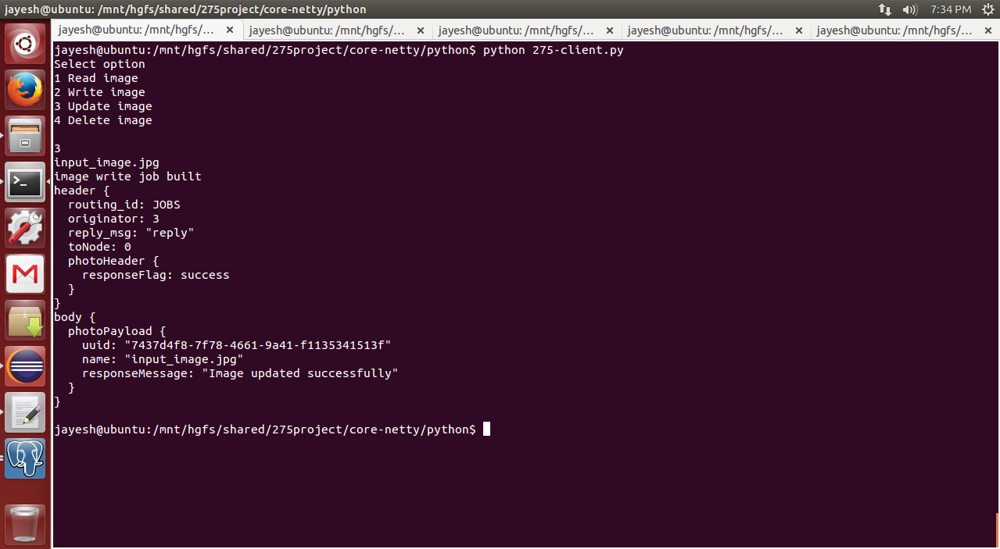 jayesh@ubuntu: /mnt/hgfs/shared/275project/core-netty/python
7:34 PM
jayesh@ubuntu: /mnt/hgfs/s... × jayesh@ubuntu: /mnt/hgfs/s... × jayesh@ubuntu: /mnt/hgfs/s... × jayesh@ubuntu: /mnt/hgfs/s... × jayesh@ubuntu: /mnt/hgfs/s... ×
jayesh@ubuntu:/mnt/hgfs/shared/275project/core-netty/python$ python 275-client.py
Select option
1 Read image
2 Write image
3 Update image
4 Delete image
3
input_image.jpg
image write job built
header {
  routing_id: JOBS
  originator: 3
  reply_msg: "reply"
  toNode: 0
  photoHeader {
    responseFlag: success
  }
}
body {
  photoPayload {
    uuid: "7437d4f8-7f78-4661-9a41-f1135341513f"
    name: "input_image.jpg"
    responseMessage: "Image updated successfully"
  }
}
jayesh@ubuntu:/mnt/hgfs/shared/275project/core-netty/python$